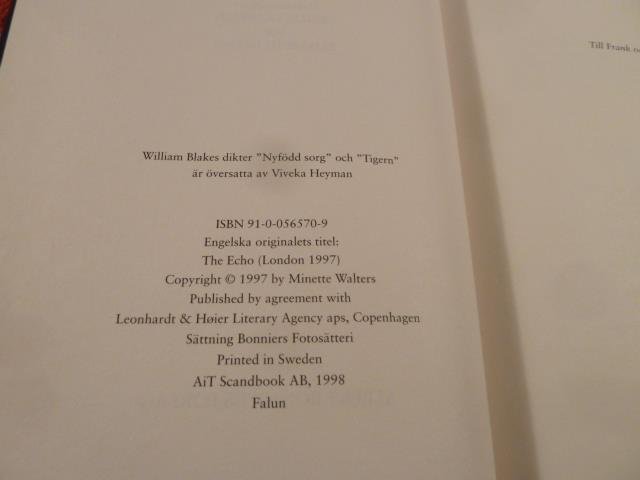 William Blakes dikter "Nyfödd sorg" och "Tigern"
är översatta av Viveka Heyman
ISBN 91-0-056570-9
Engelska originalets titel:
The Echo (London 1997)
Copyright © 1997 by Minette Walters
Published by agreement with
Leonhardt & Høier Literary Agency aps, Copenhagen
Sättning Bonniers Fotosätteri
Printed in Sweden
AiT Scandbook AB, 1998
Falun
Till Frank